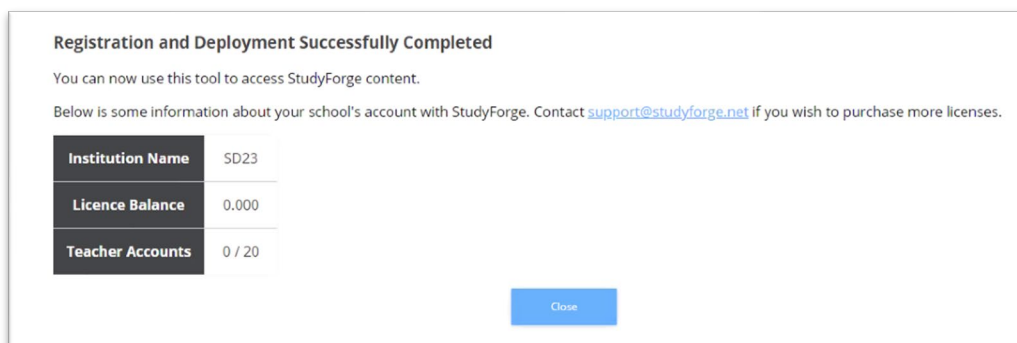 Registration and Deployment Successfully Completed
You can now use this tool to access StudyForge content.
Below is some information about your school's account with StudyForge. Contact support@studyforge.net if you wish to purchase more licenses.
Institution Name SD23
Licence Balance 0.000
Teacher Accounts 0 / 20
Close